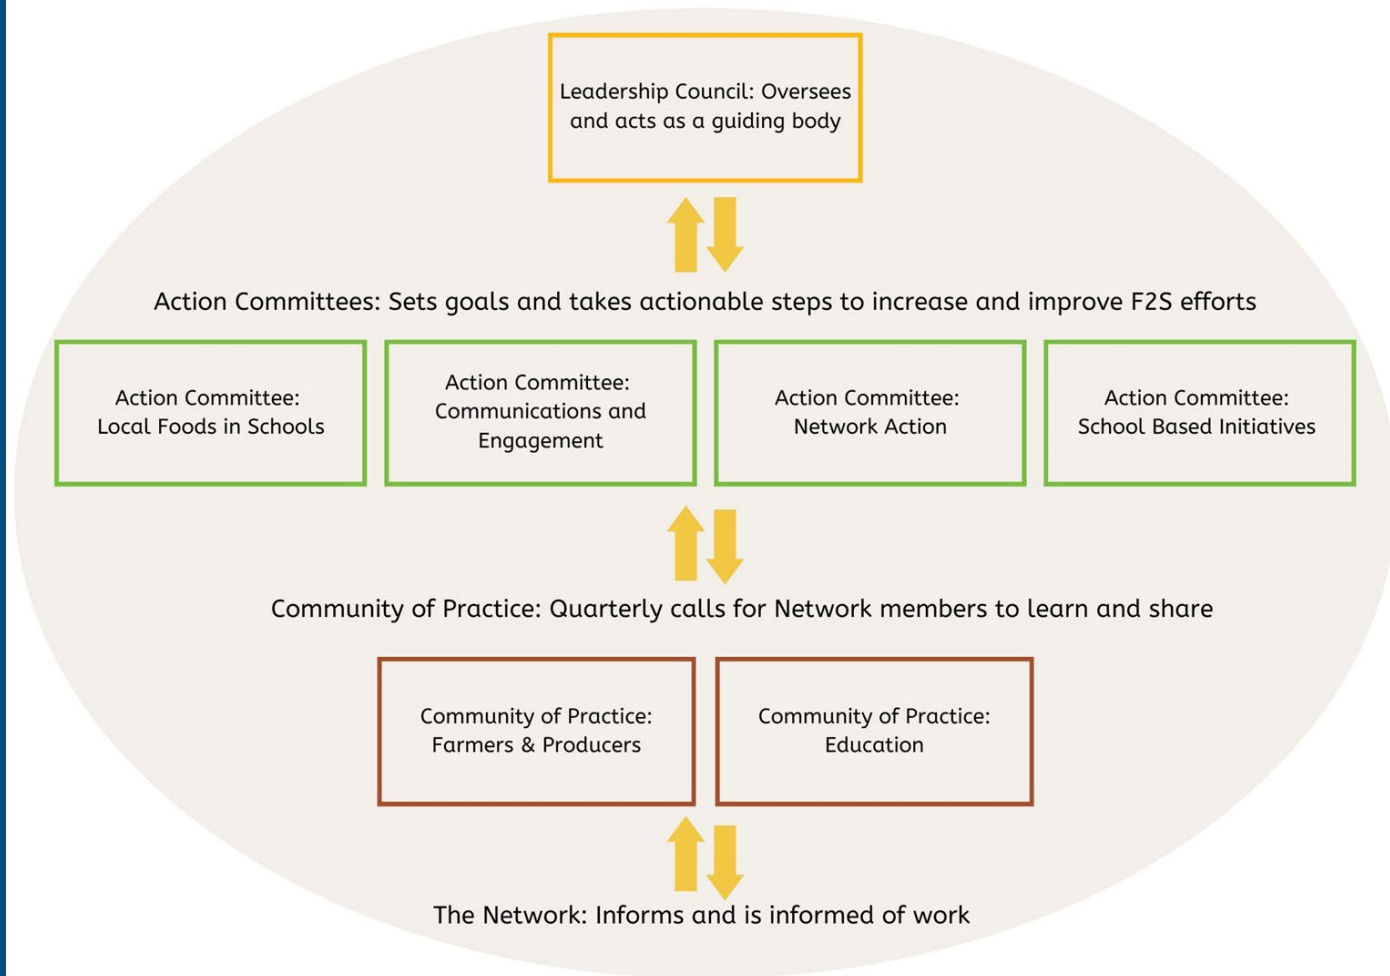 Leadership Council: Oversees
and acts as a guiding body
Action Committees: Sets goals and takes actionable steps to increase and improve F2S efforts
Action Committee:
Local Foods in Schools
Action Committee:
Communications and
Engagement
Action Committee:
Network Action
Action Committee:
School Based Initiatives
Community of Practice: Quarterly calls for Network members to learn and share
Community of Practice:
Farmers & Producers
Community of Practice:
Education
The Network: Informs and is informed of work